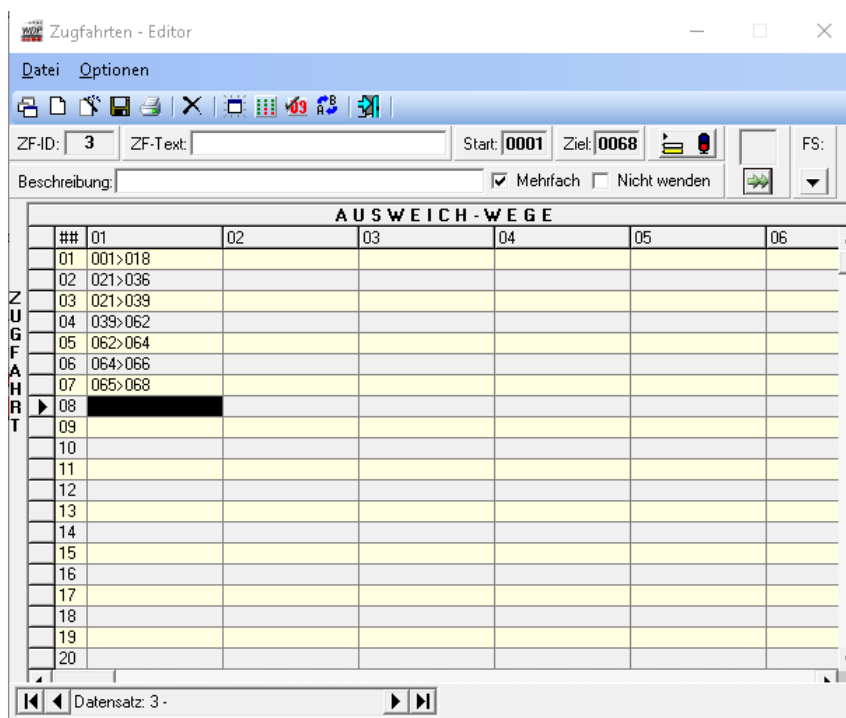 Zugfahrten - Editor
Datei Optionen
ZF-ID: 3 ZF-Text: Start: 0001 Ziel: 0068 FS:
Beschreibung: Mehrfach Nicht wenden
AUSWEICH-WEGE
ZUGFAHRT
## 01 02 03 04 05 06
01 001>018
02 021>036
03 021>039
04 039>062
05 062>064
06 064>066
07 065>068
08
09
10
11
12
13
14
15
16
17
18
19
20
Datensatz: 3 -